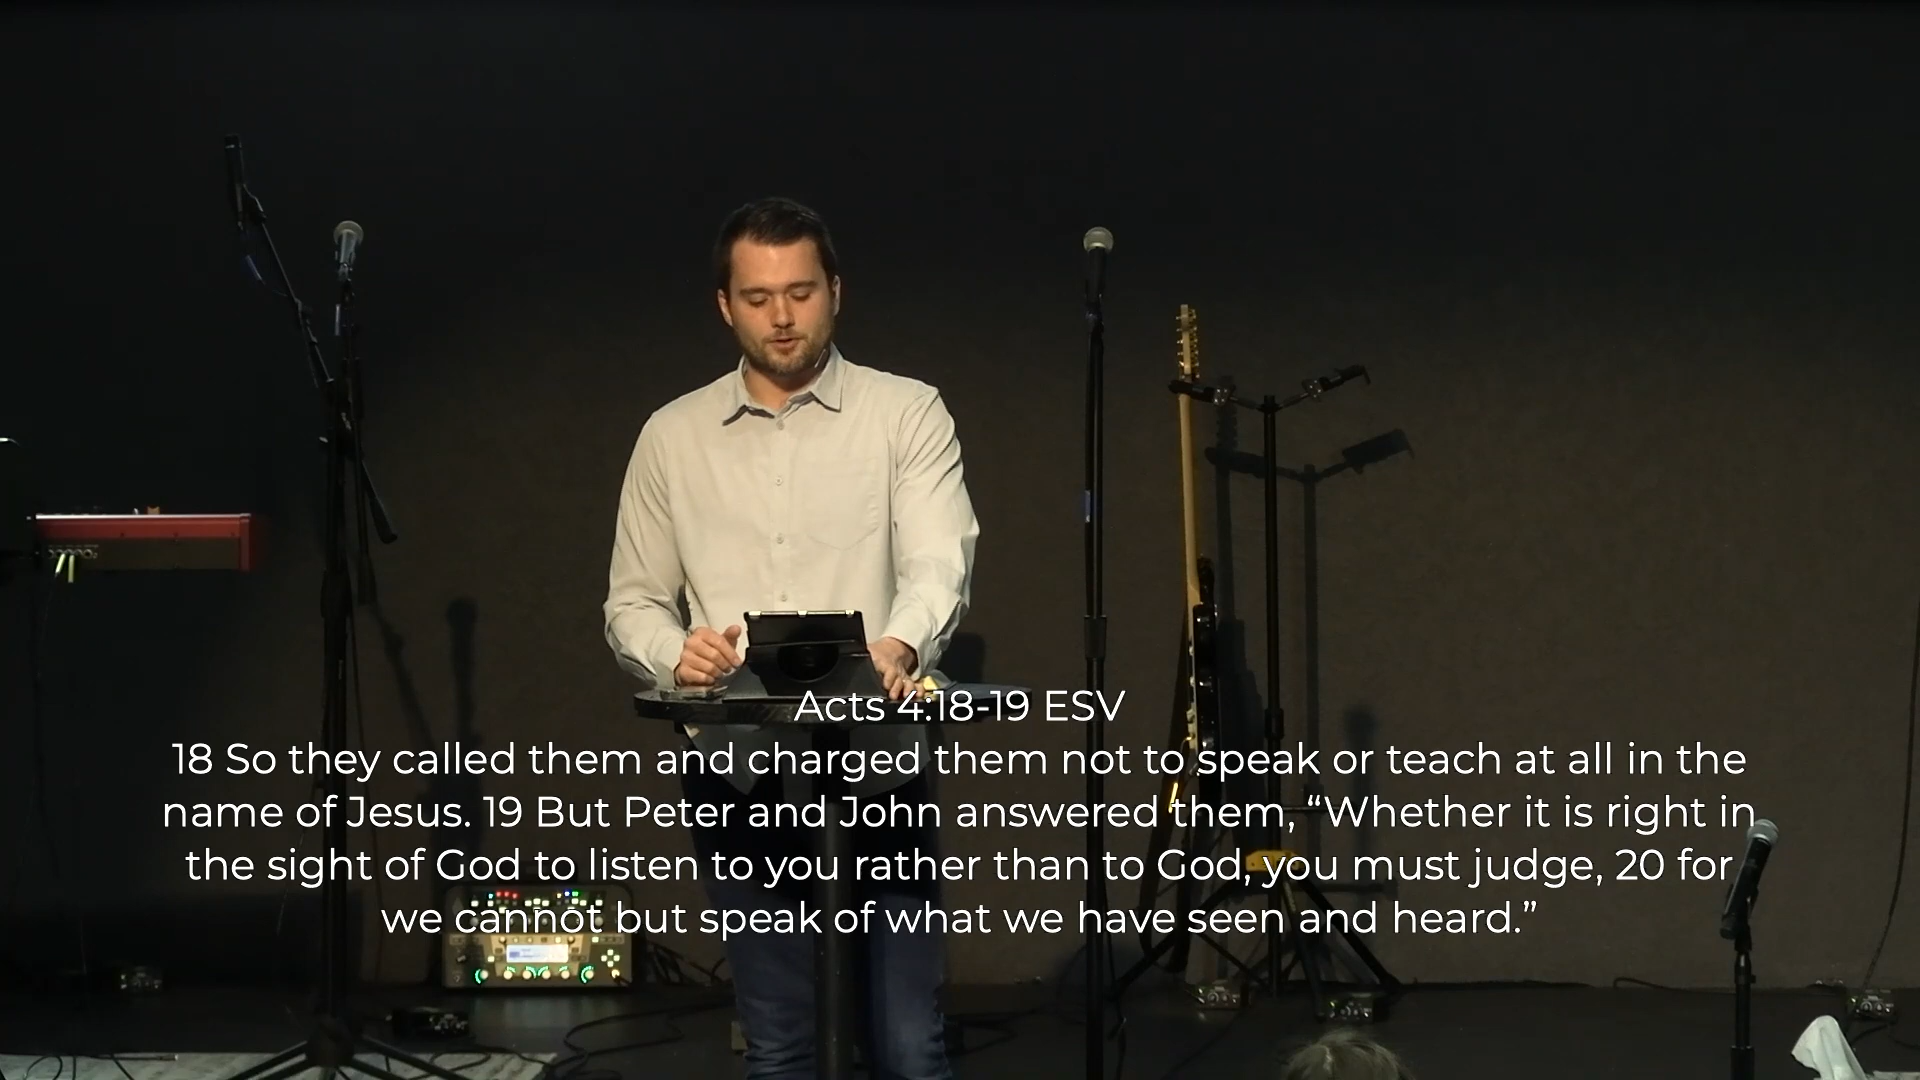 Acts 4:18-19 ESV
18 So they called them and charged them not to speak or teach at all in the
name of Jesus. 19 But Peter and John answered them, “Whether it is right in
the sight of God to listen to you rather than to God, you must judge, 20 for
we cannot but speak of what we have seen and heard.”